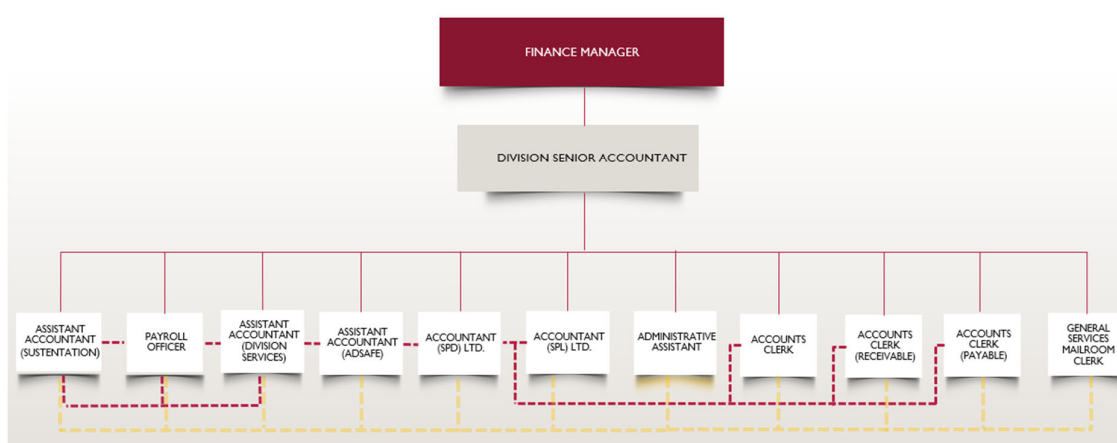 FINANCE MANAGER
DIVISION SENIOR ACCOUNTANT
ASSISTANT
ACCOUNTANT
(SUSTENTATION)
PAYROLL
OFFICER
ASSISTANT
ACCOUNTANT
(DIVISION
SERVICES)
ASSISTANT
ACCOUNTANT
(ADSAFE)
ACCOUNTANT
(SPD) LTD.
ACCOUNTANT
(SPL) LTD.
ADMINISTRATIVE
ASSISTANT
ACCOUNTS
CLERK
ACCOUNTS
CLERK
(RECEIVABLE)
ACCOUNTS
CLERK
(PAYABLE)
GENERAL
SERVICES
MAILROOM
CLERK